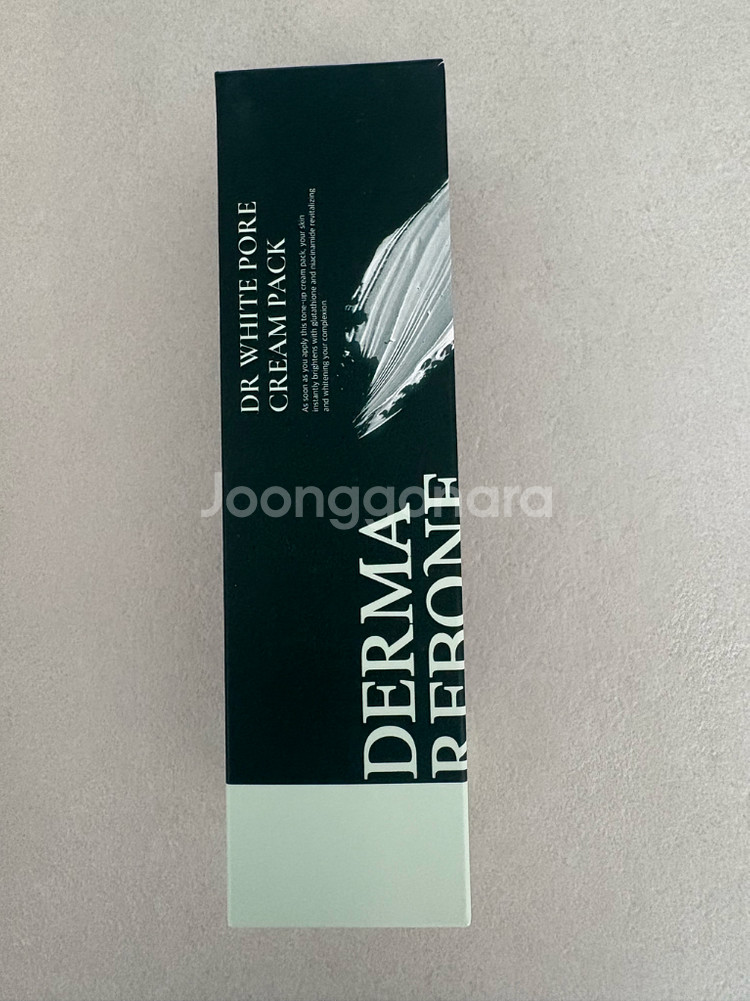 DR WHITE PORE
CREAM PACK
As soon as you apply this tone-up cream pack, your skin
instantly brightens with glutathione and niacinamide revitalizing
and whitening your complexion
DERMA
REBONE
Joonggonara